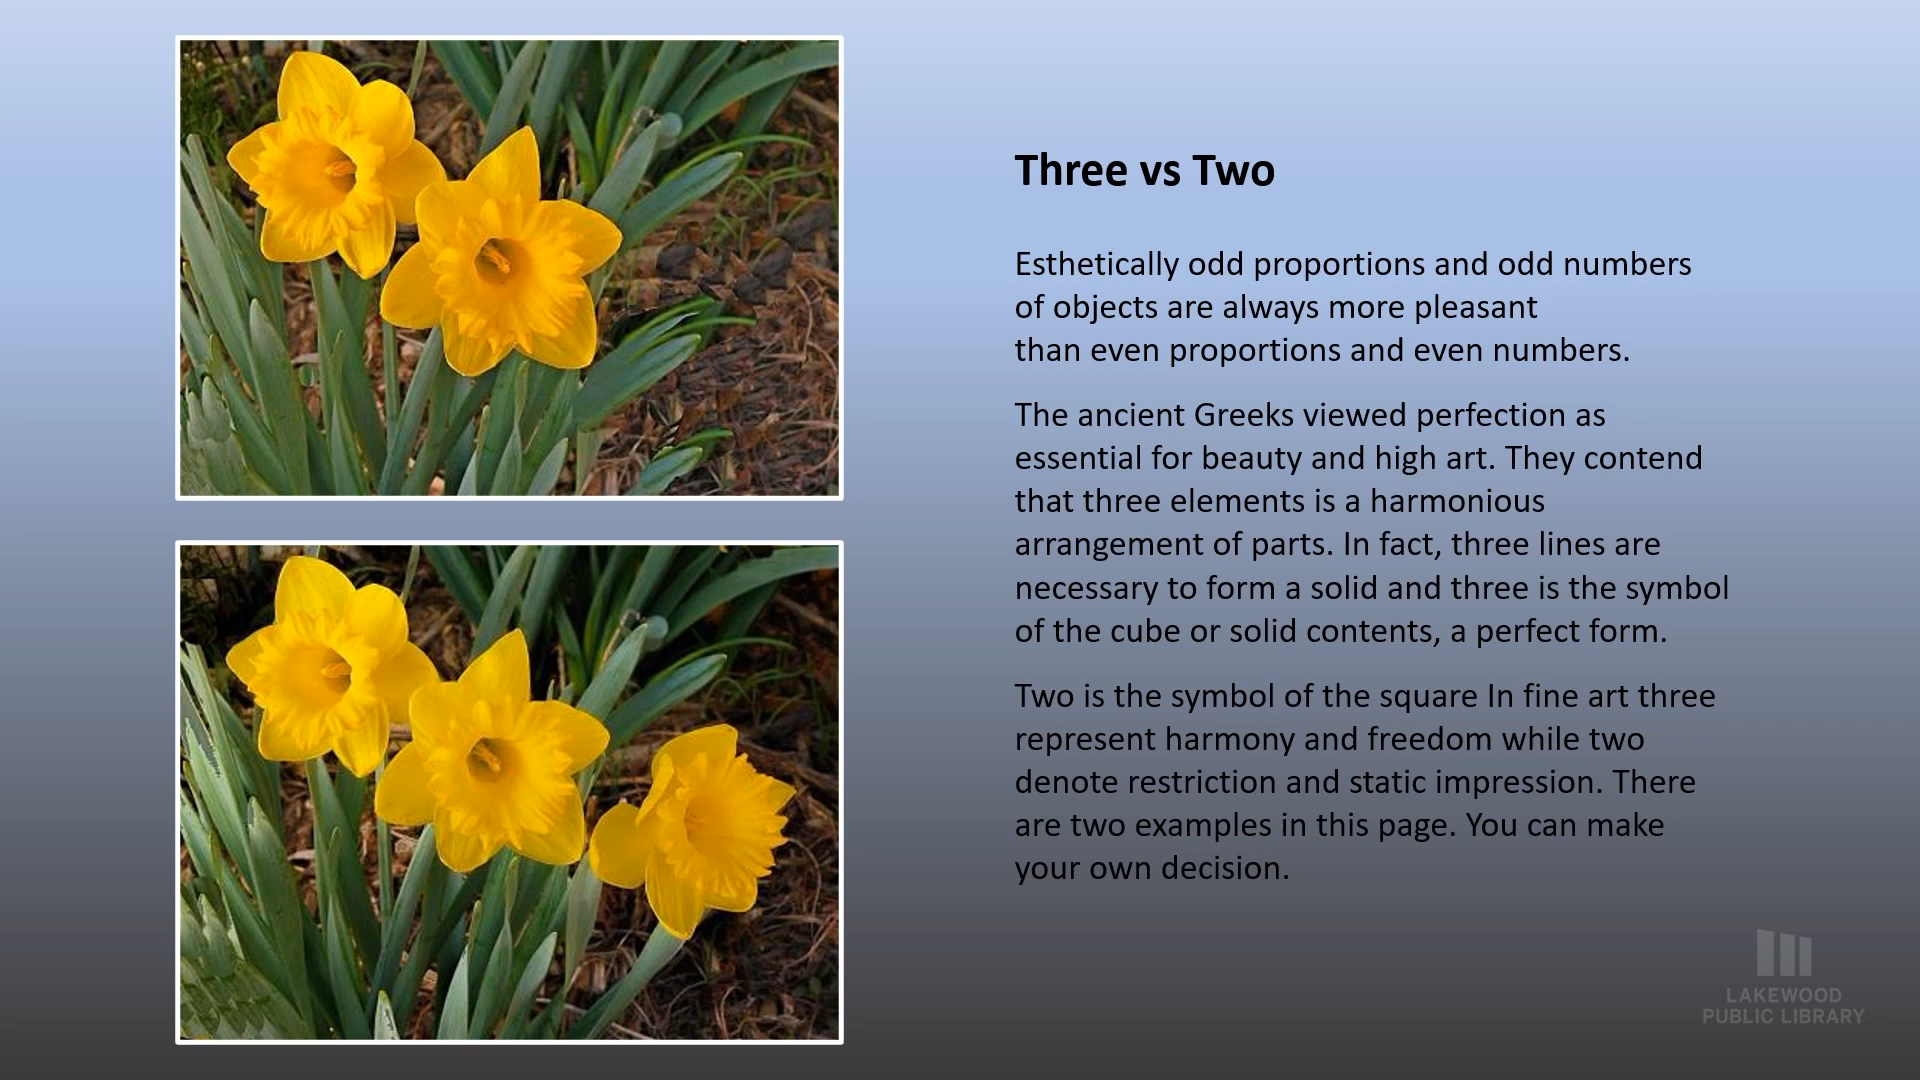 Three vs Two
Esthetically odd proportions and odd numbers
of objects are always more pleasant
than even proportions and even numbers.
The ancient Greeks viewed perfection as
essential for beauty and high art. They contend
that three elements is a harmonious
arrangement of parts. In fact, three lines are
necessary to form a solid and three is the symbol
of the cube or solid contents, a perfect form.
Two is the symbol of the square In fine art three
represent harmony and freedom while two
denote restriction and static impression. There
are two examples in this page. You can make
your own decision.
LAKEWOOD
PUBLIC LIBRARY